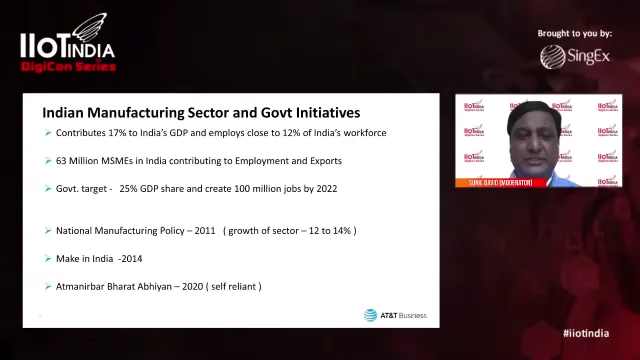 IIOT INDIA
DigiCon Series
Brought to you by:
SingEx
Indian Manufacturing Sector and Govt Initiatives
Contributes 17% to India's GDP and employs close to 12% of India's workforce
63 Million MSMEs in India contributing to Employment and Exports
Govt. target - 25% GDP share and create 100 million jobs by 2022
National Manufacturing Policy – 2011 ( growth of sector – 12 to 14% )
Make in India -2014
Atmanirbar Bharat Abhiyan – 2020 ( self reliant )
AT&T Business
SUNIL DAVID (MODERATOR)
#iiotindia